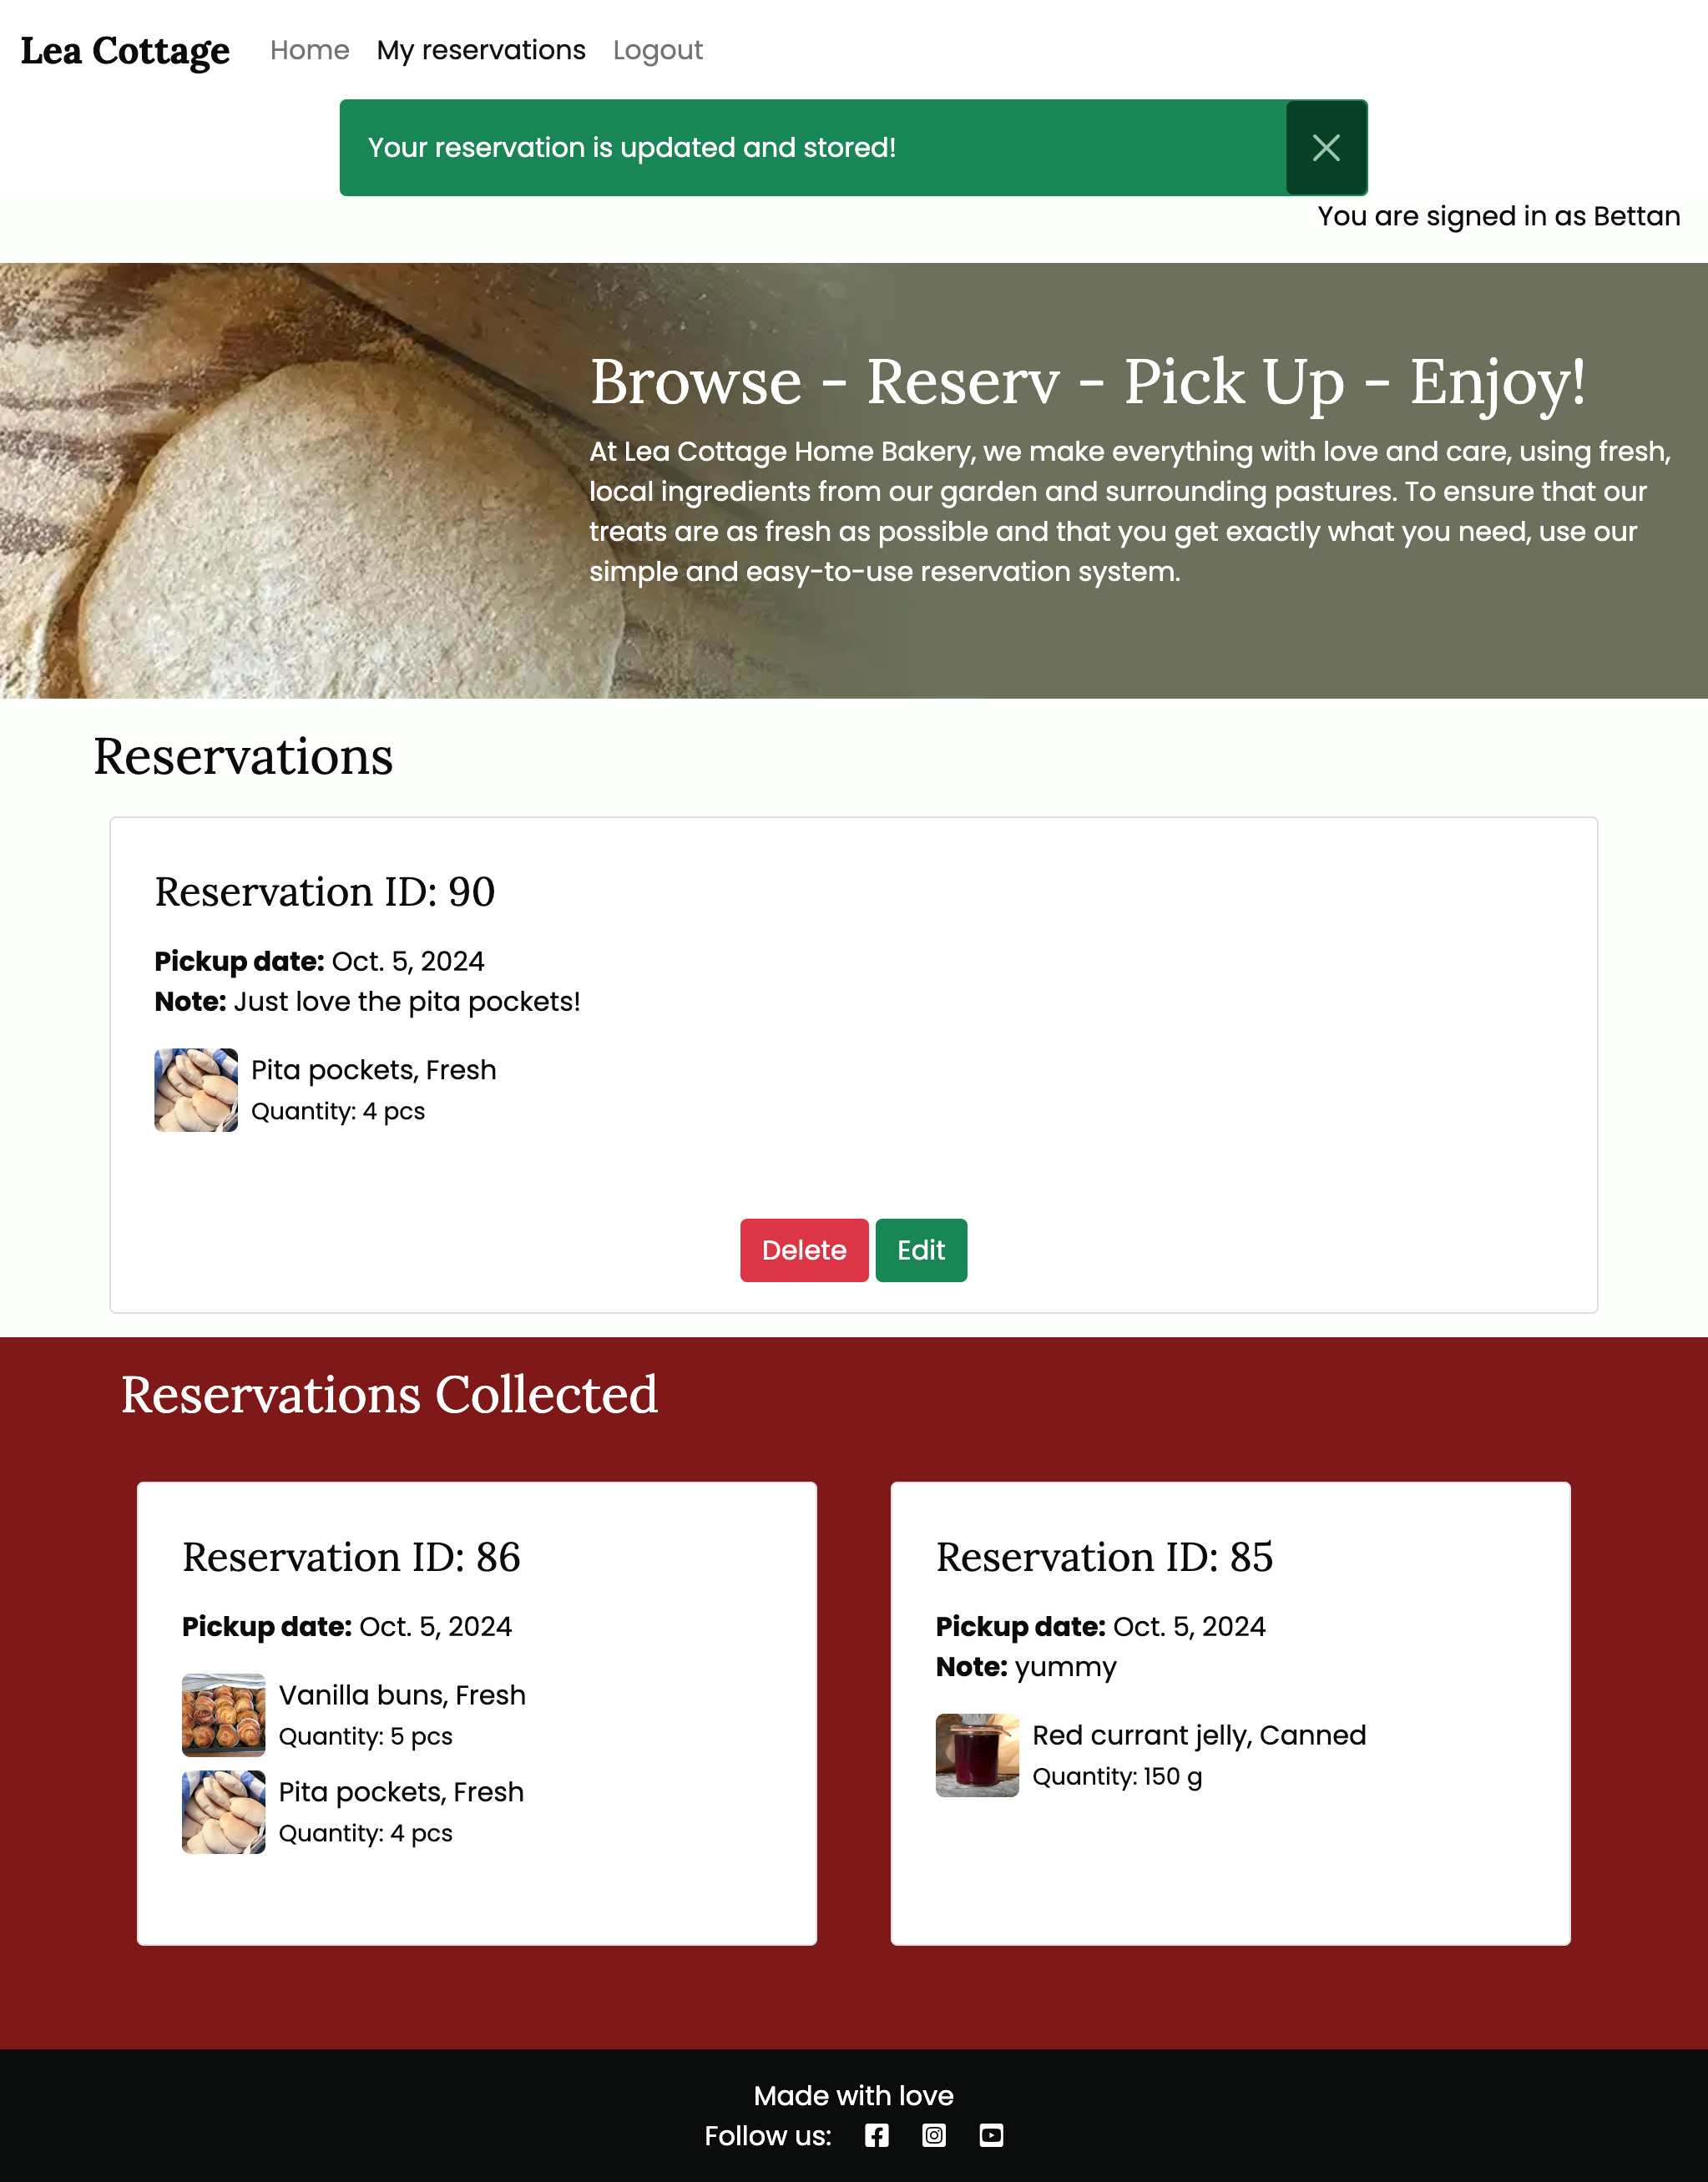 Lea Cottage Home My reservations Logout
Your reservation is updated and stored!
You are signed in as Bettan
Browse - Reserv - Pick Up - Enjoy!
At Lea Cottage Home Bakery, we make everything with love and care, using fresh,
local ingredients from our garden and surrounding pastures. To ensure that our
treats are as fresh as possible and that you get exactly what you need, use our
simple and easy-to-use reservation system.
Reservations
Reservation ID: 90
Pickup date: Oct. 5, 2024
Note: Just love the pita pockets!
Pita pockets, Fresh
Quantity: 4 pcs
Delete Edit
Reservations Collected
Reservation ID: 86
Pickup date: Oct. 5, 2024
Vanilla buns, Fresh
Quantity: 5 pcs
Pita pockets, Fresh
Quantity: 4 pcs
Reservation ID: 85
Pickup date: Oct. 5, 2024
Note: yummy
Red currant jelly, Canned
Quantity: 150 g
Made with love
Follow us: